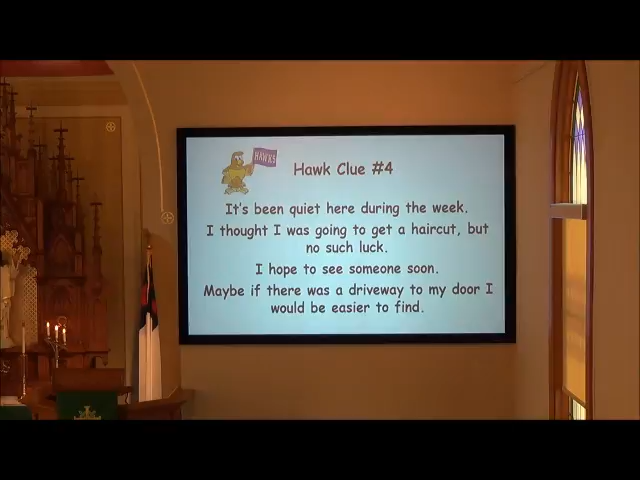 HAWKS
Hawk Clue #4
It's been quiet here during the week.
I thought I was going to get a haircut, but
no such luck.
I hope to see someone soon.
Maybe if there was a driveway to my door I
would be easier to find.